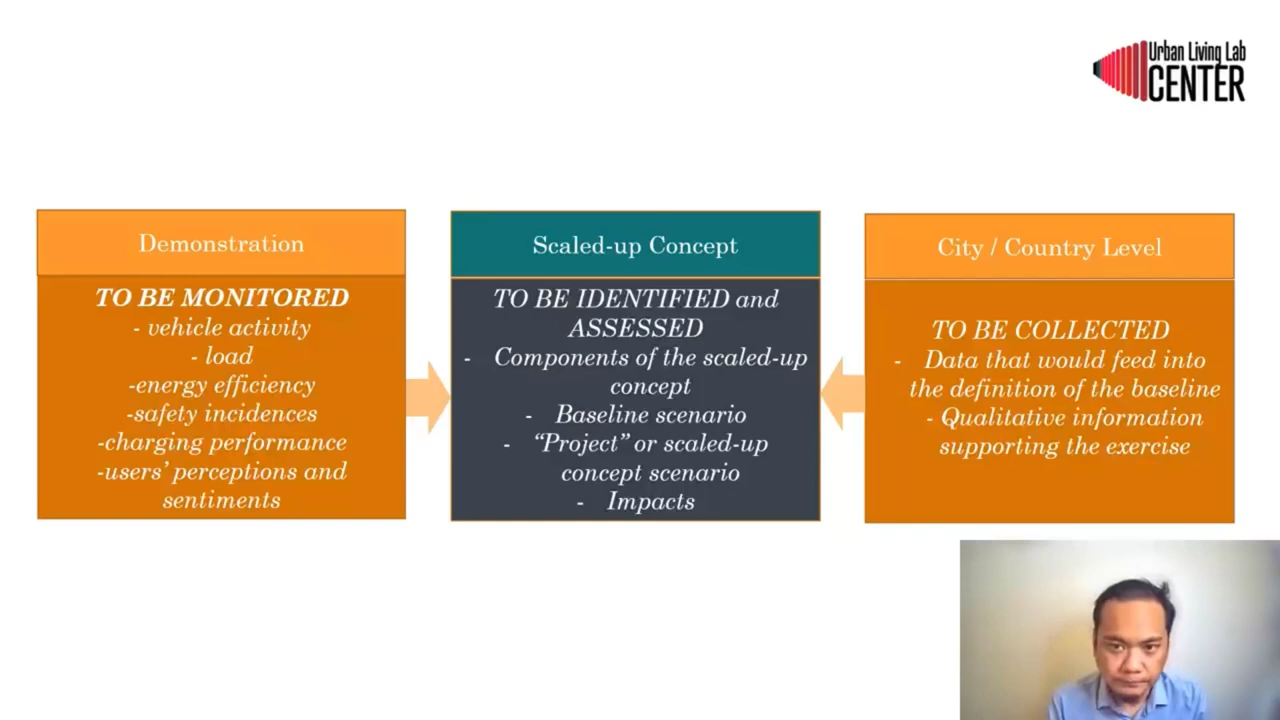 Urban Living Lab
CENTER
Demonstration
TO BE MONITORED
- vehicle activity
- load
-energy efficiency
-safety incidences
-charging performance
-users’ perceptions and
sentiments
Scaled-up Concept
TO BE IDENTIFIED and
ASSESSED
- Components of the scaled-up
concept
- Baseline scenario
- “Project” or scaled-up
concept scenario
- Impacts
City / Country Level
TO BE COLLECTED
- Data that would feed into
the definition of the baseline
- Qualitative information
supporting the exercise